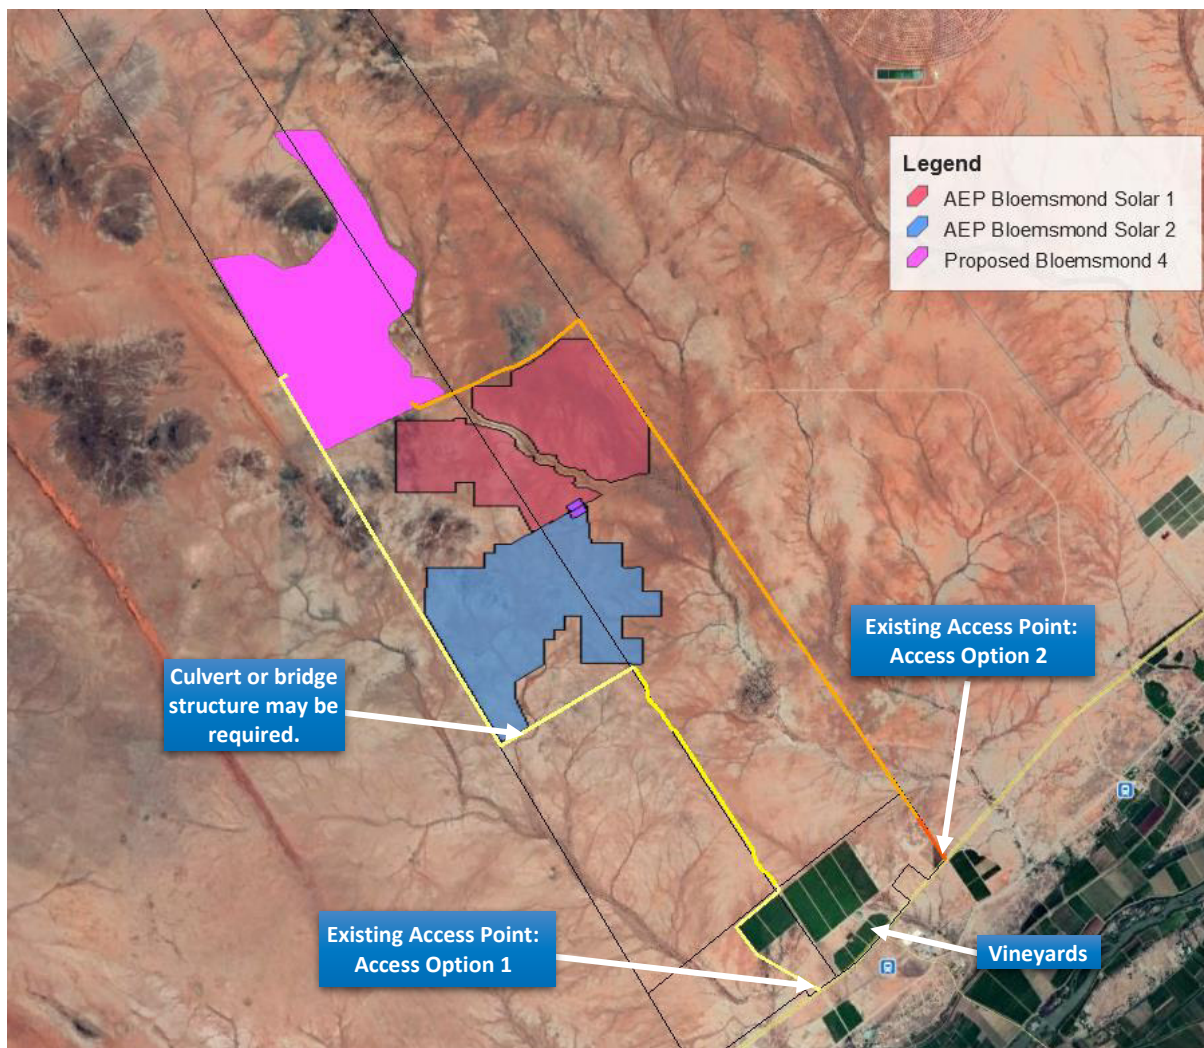 Legend
AEP Bloemsmond Solar 1
AEP Bloemsmond Solar 2
Proposed Bloemsmond 4
Existing Access Point:
Access Option 2
Culvert or bridge
structure may be
required.
Existing Access Point:
Access Option 1
Vineyards